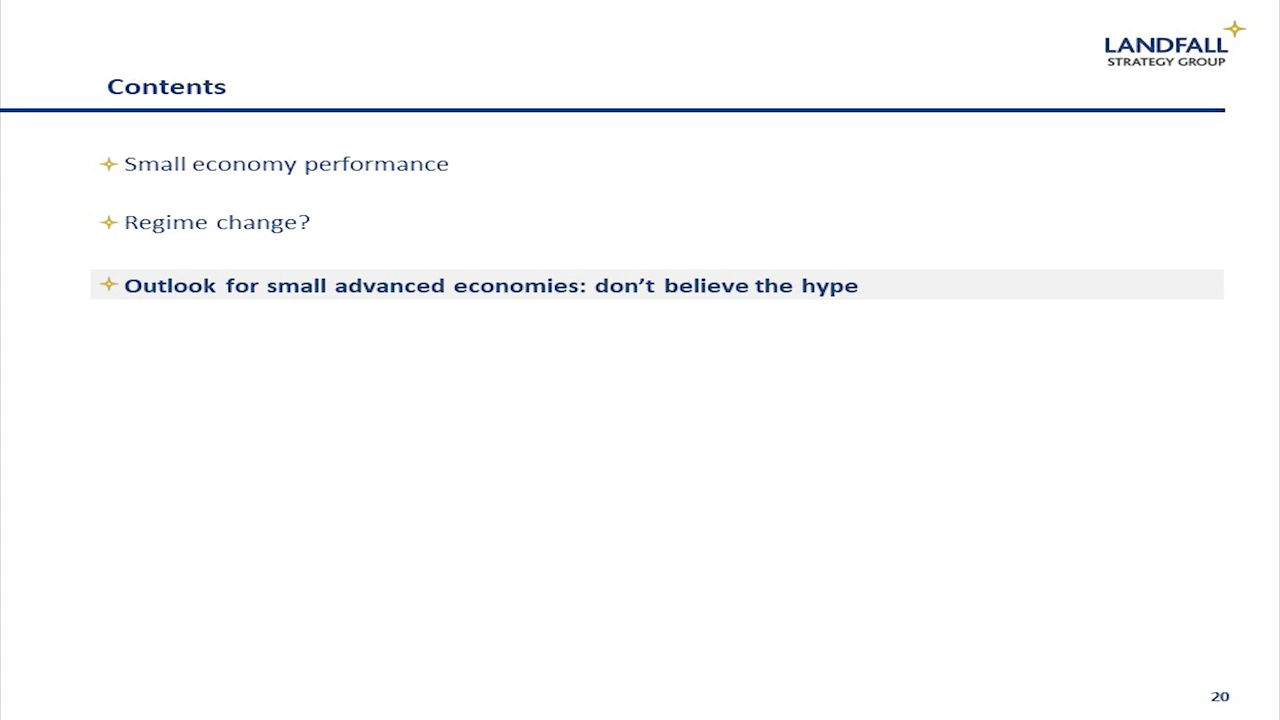 LANDFALL
STRATEGY GROUP
Contents
Small economy performance
Regime change?
Outlook for small advanced economies: don’t believe the hype
20